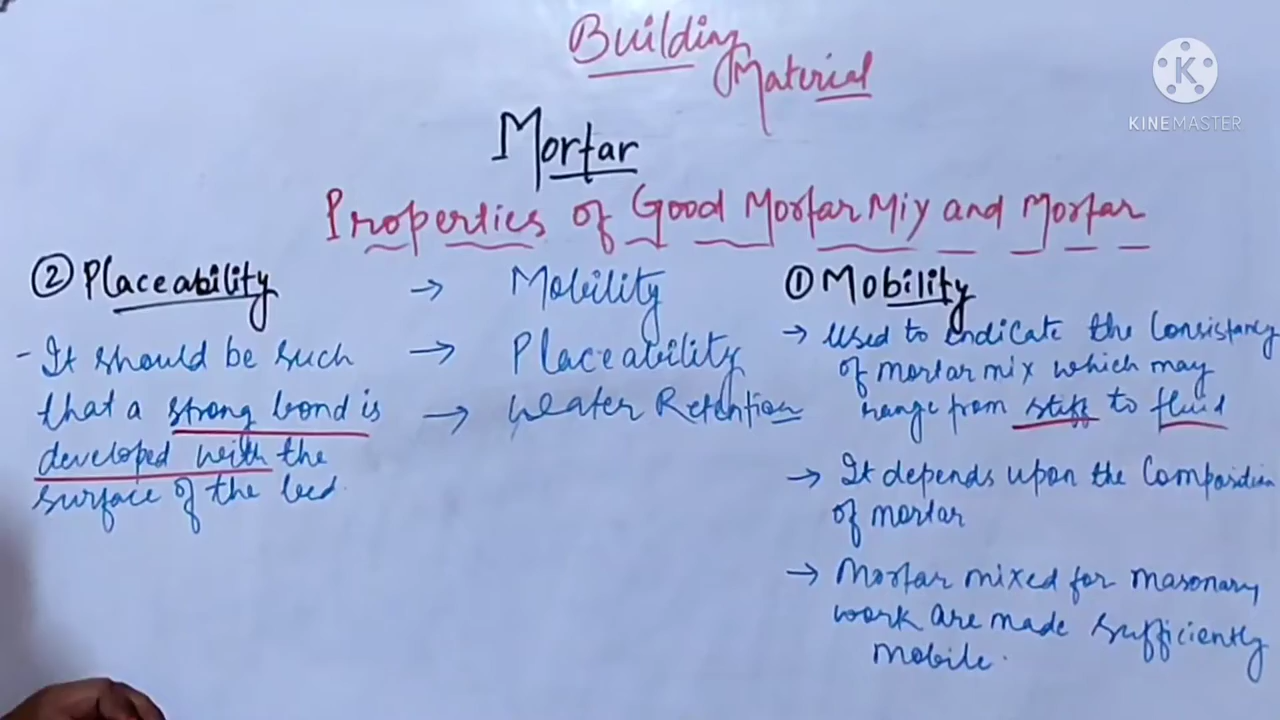 Building
Material
KINEMASTER
Mortar
Properties of Good Mortar Mix and Mortar
② Placeability
- It should be such
that a strong bond is
developed with the
surface of the bed.
→ Mobility
→ Placeability
→ Water Retention
① Mobility
→ Used to indicate the Consistancy
of mortar mix which may
range from stiff to fluid
→ It depends upon the Composition
of mortar
→ Mortar mixed for masonary
work are made sufficiently
mobile.